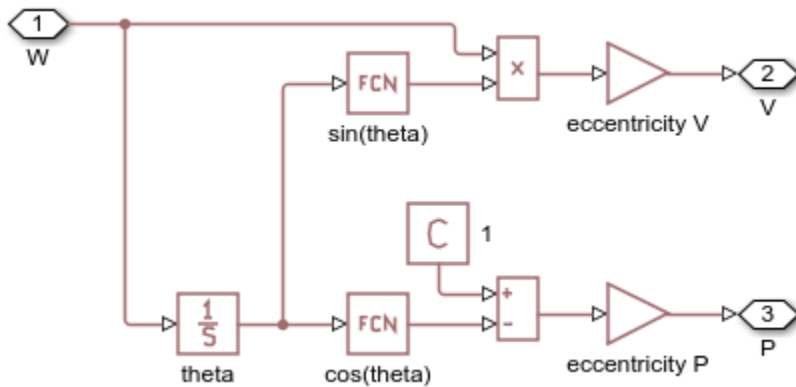 1
W
FCN
sin(theta)
×
eccentricity V
2
V
C
1
1
S
theta
FCN
cos(theta)
+
-
eccentricity P
3
P